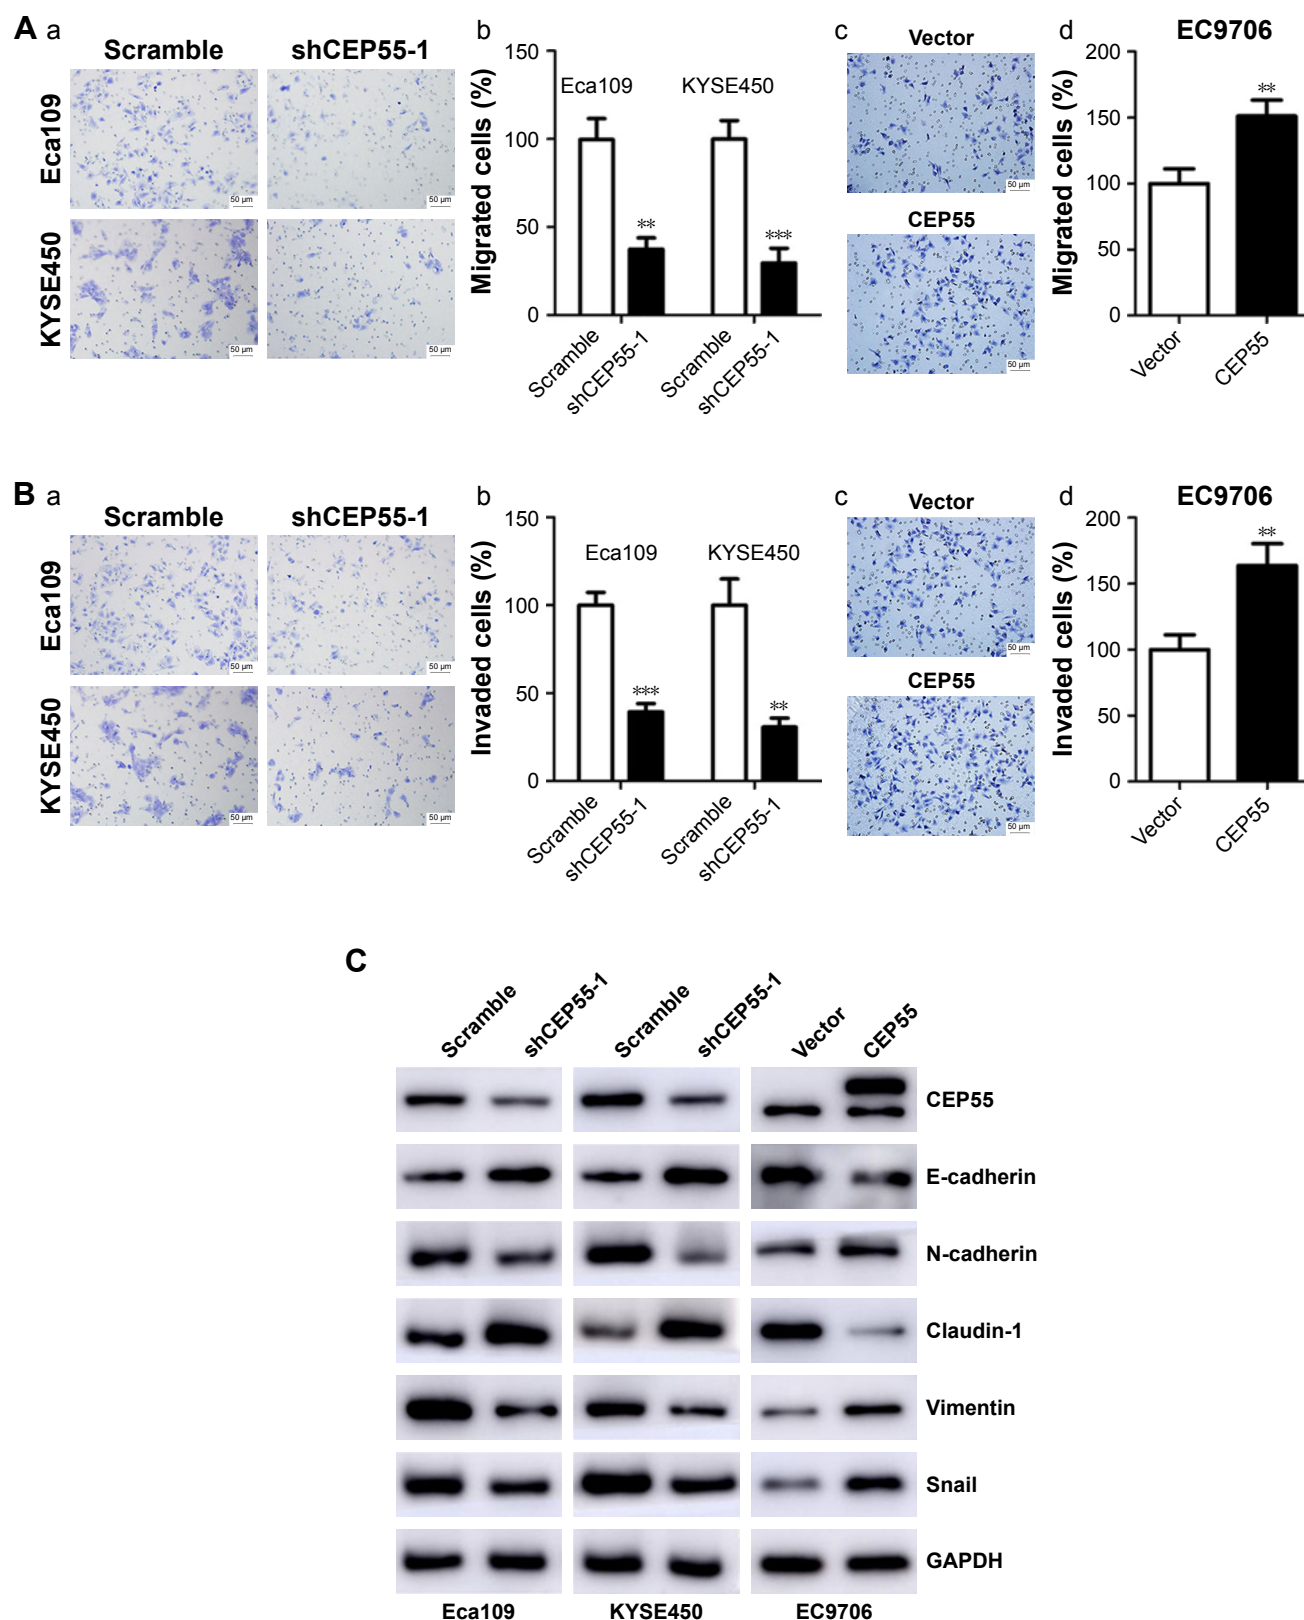 A a
Scramble shCEP55-1
Eca109
KYSE450
50 µm
50 µm
50 µm
50 µm
b
Migrated cells (%)
150
100
50
0
Eca109 KYSE450
**
***
Scramble
shCEP55-1
Scramble
shCEP55-1
c
Vector
50 µm
CEP55
50 µm
d
EC9706
Migrated cells (%)
200
150
100
50
0
**
Vector
CEP55
B a
Scramble shCEP55-1
Eca109
KYSE450
50 µm
50 µm
50 µm
50 µm
b
Invaded cells (%)
150
100
50
0
Eca109 KYSE450
***
**
Scramble
shCEP55-1
Scramble
shCEP55-1
c
Vector
50 µm
CEP55
50 µm
d
EC9706
Invaded cells (%)
200
150
100
50
0
**
Vector
CEP55
C
Scramble
shCEP55-1
Scramble
shCEP55-1
Vector
CEP55
CEP55
E-cadherin
N-cadherin
Claudin-1
Vimentin
Snail
GAPDH
Eca109 KYSE450 EC9706